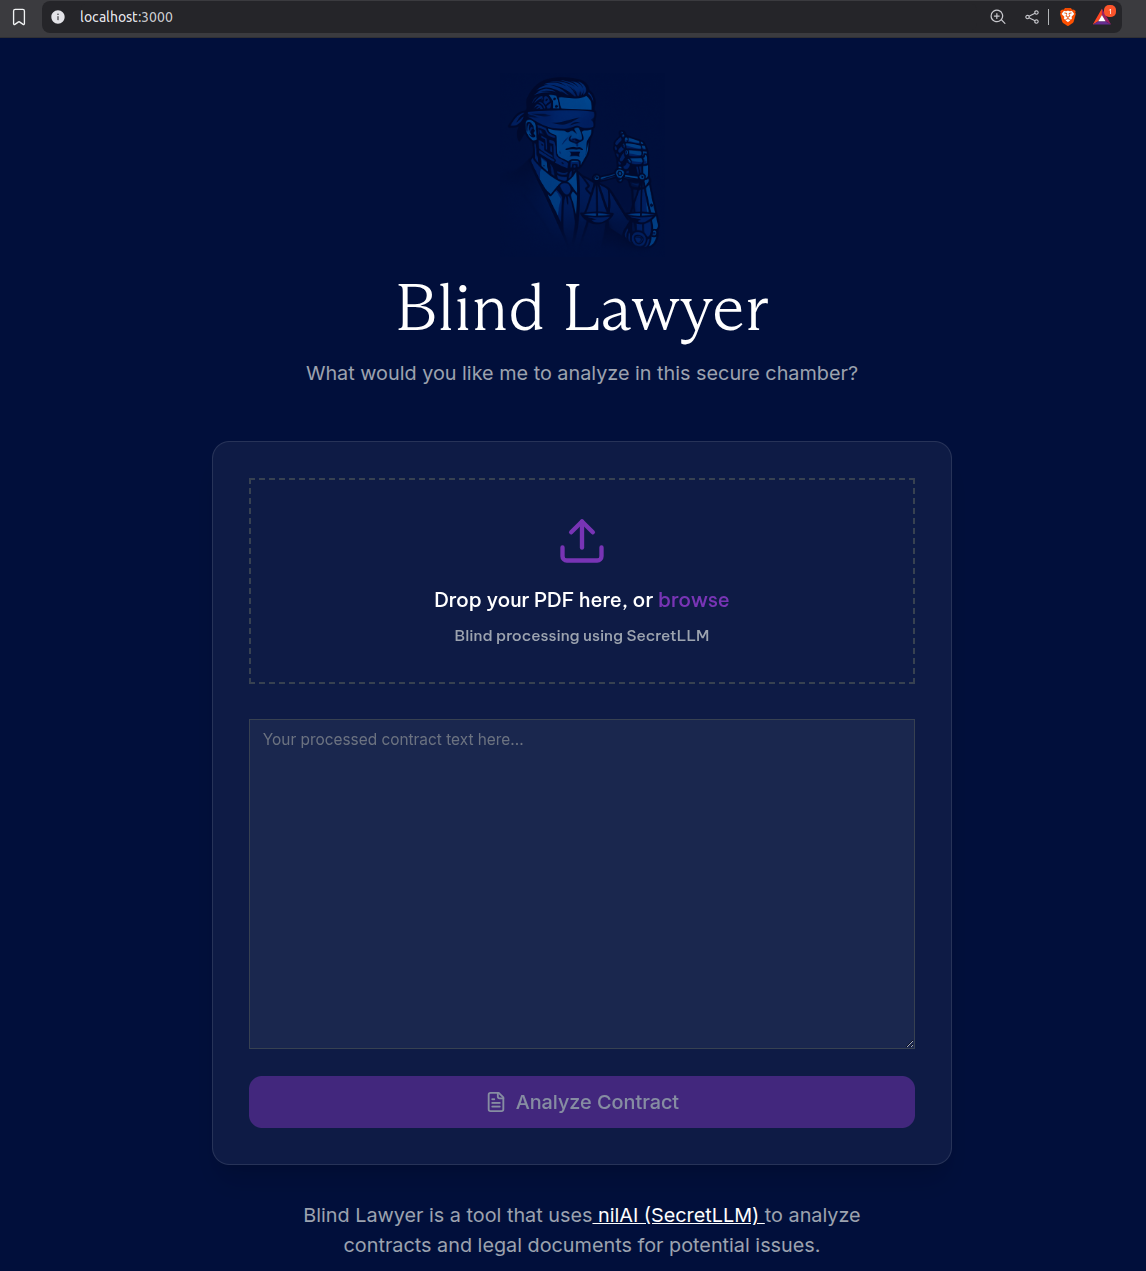 localhost:3000
1
Blind Lawyer
What would you like me to analyze in this secure chamber?
Drop your PDF here, or browse
Blind processing using SecretLLM
Your processed contract text here...
Analyze Contract
Blind Lawyer is a tool that uses nilAI (SecretLLM) to analyze
contracts and legal documents for potential issues.